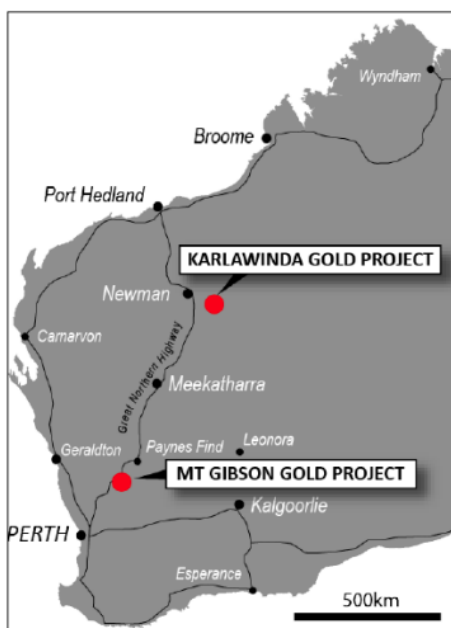 Wyndham
Broome
Port Hedland
KARLAWINDA GOLD PROJECT
Newman
Great Northern Highway
Carnarvon
Meekatharra
Geraldton
Paynes Find
Leonora
MT GIBSON GOLD PROJECT
Kalgoorlie
PERTH
Esperance
500km